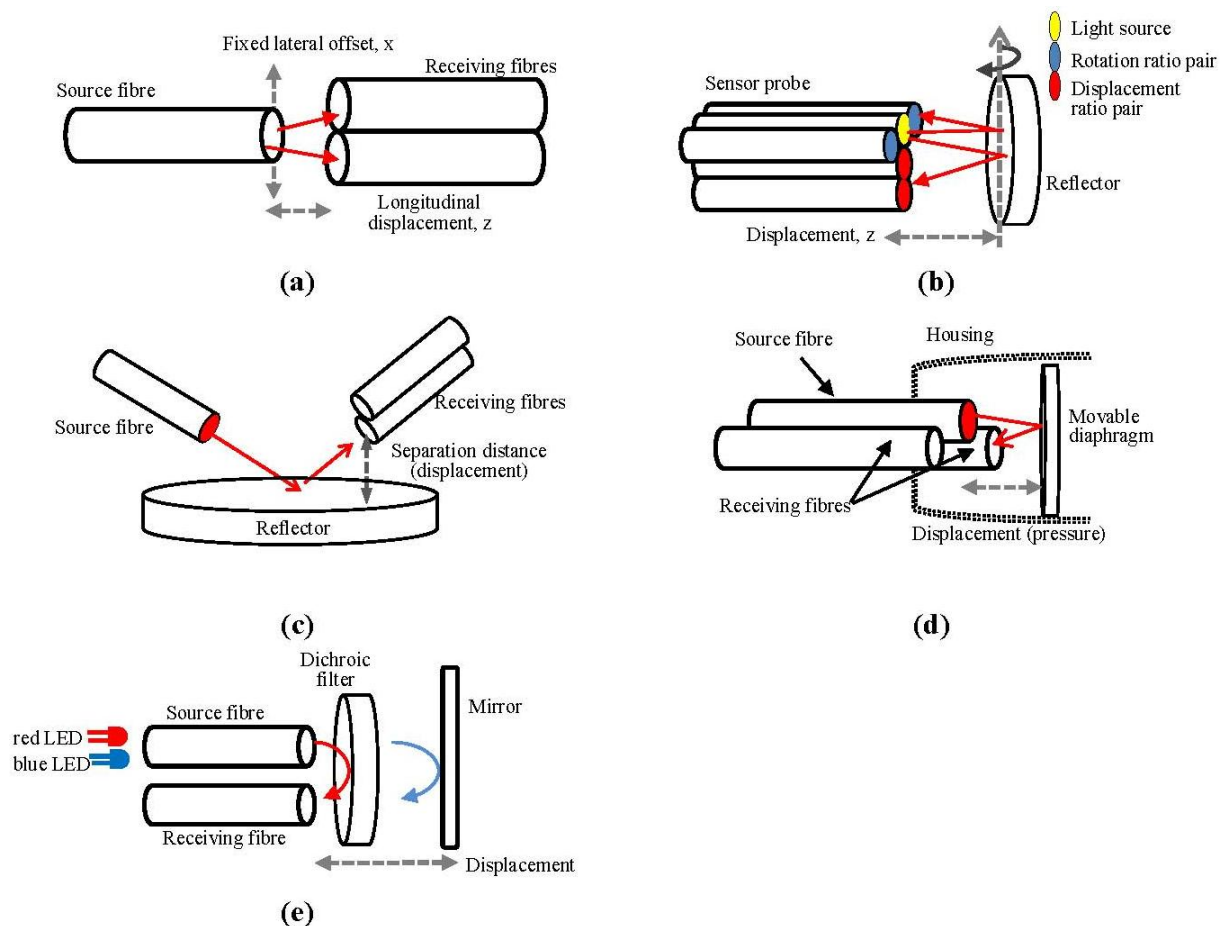 Fixed lateral offset, x
Receiving fibres
Source fibre
Longitudinal
displacement, z
(a)
Light source
Rotation ratio pair
Displacement
ratio pair
Sensor probe
Reflector
Displacement, z
(b)
Source fibre
Receiving fibres
Separation distance
(displacement)
Reflector
(c)
Housing
Source fibre
Movable
diaphragm
Receiving fibres
Displacement (pressure)
(d)
Dichroic
filter
Source fibre
Mirror
red LED
blue LED
Receiving fibre
Displacement
(e)